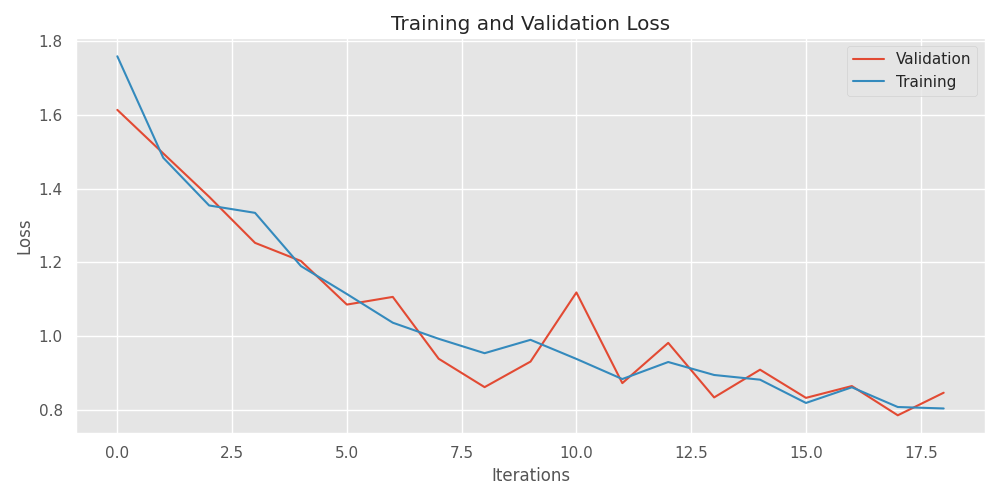 Training and Validation Loss
Validation
Training
Loss
1.8
1.6
1.4
1.2
1.0
0.8
0.0 2.5 5.0 7.5 10.0 12.5 15.0 17.5
Iterations